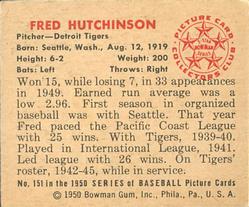 FRED HUTCHINSON
Pitcher—Detroit Tigers
Born: Seattle, Wash., Aug. 12, 1919
Height: 6-2 Weight: 200
Bats: Left Throws: Right
PICTURE CARD
COLLECTORS CLUB
Won 15, while losing 7, in 33 appearances
in 1949. Earned run average was a
low 2.96. First season in organized
baseball was with Seattle. That year
Fred paced the Pacific Coast League
with 25 wins. With Tigers, 1939-40.
Played in International League, 1941.
Led league with 26 wins. On Tigers'
roster, 1942-45, while in service.
No. 151 in the 1950 SERIES of BASEBALL Picture Cards
©1950 Bowman Gum, Inc., Phila., Pa., U. S. A.